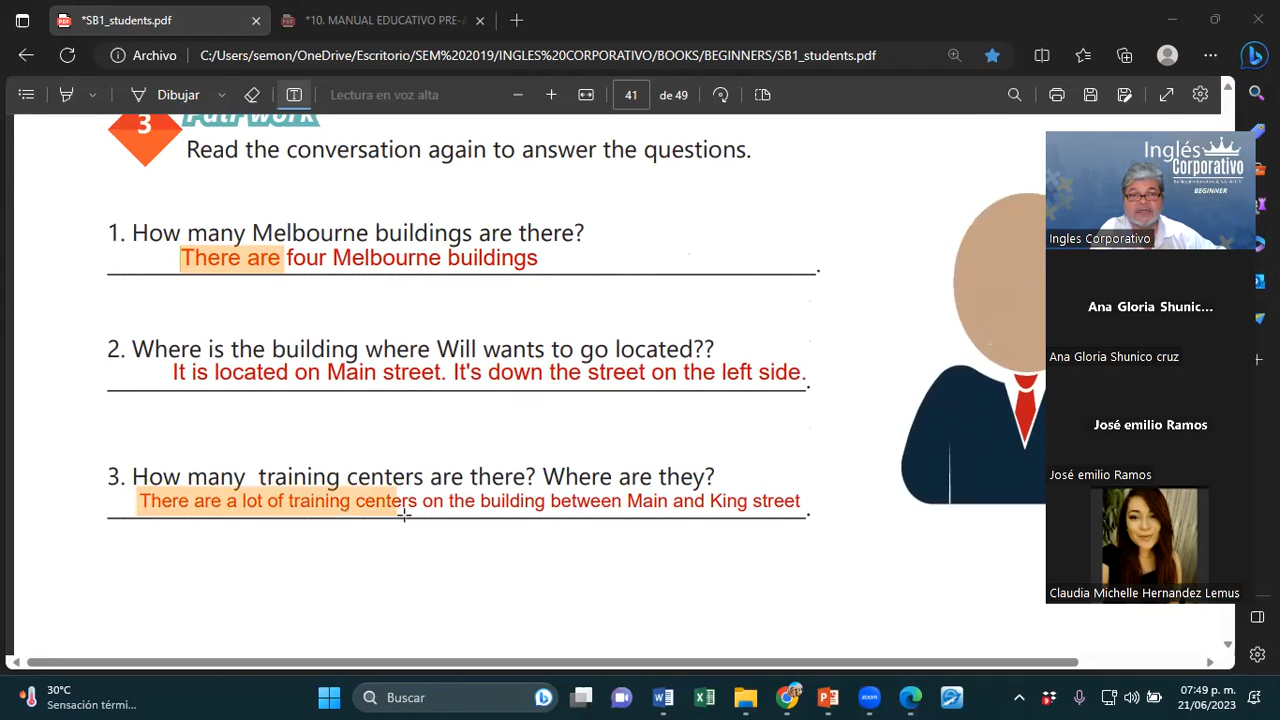 *SB1_students.pdf
*10. MANUAL EDUCATIVO PRE-A
Archivo
C:/Users/semon/OneDrive/Escritorio/SEM%202019/INGLES%20CORPORATIVO/BOOKS/BEGINNERS/SB1_students.pdf
Dibujar
Lectura en voz alta
41 de 49
3 Pair work
Read the conversation again to answer the questions.
1. How many Melbourne buildings are there?
There are four Melbourne buildings
2. Where is the building where Will wants to go located??
It is located on Main street. It's down the street on the left side.
3. How many training centers are there? Where are they?
There are a lot of training centers on the building between Main and King street
Inglés
Corporativo
BEGINNER
Ingles Corporativo
Ana Gloria Shunic...
Ana Gloria Shunico cruz
José emilio Ramos
José emilio Ramos
Claudia Michelle Hernandez Lemus
30°C
Sensación térmi...
Buscar
07:49 p. m.
21/06/2023